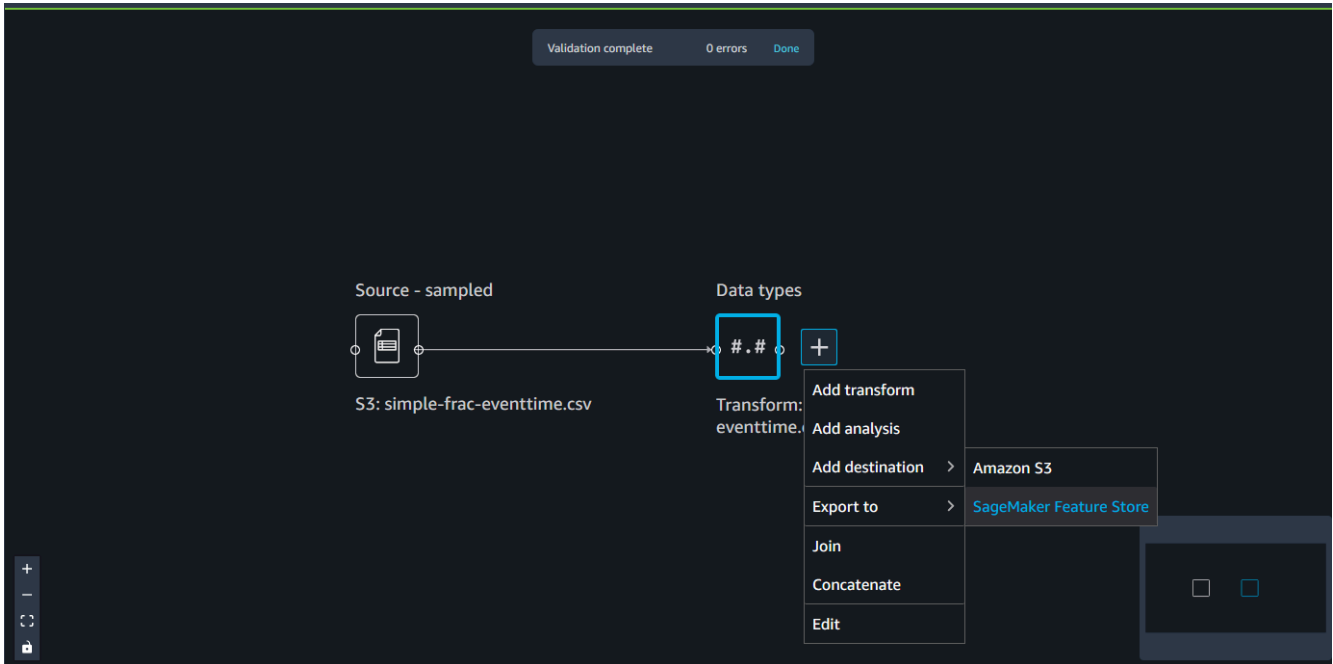 Validation complete 0 errors Done
Source - sampled
Data types
#.#
S3: simple-frac-eventtime.csv
Transform:
eventtime.
Add transform
Add analysis
Add destination
Amazon S3
Export to
SageMaker Feature Store
Join
Concatenate
Edit